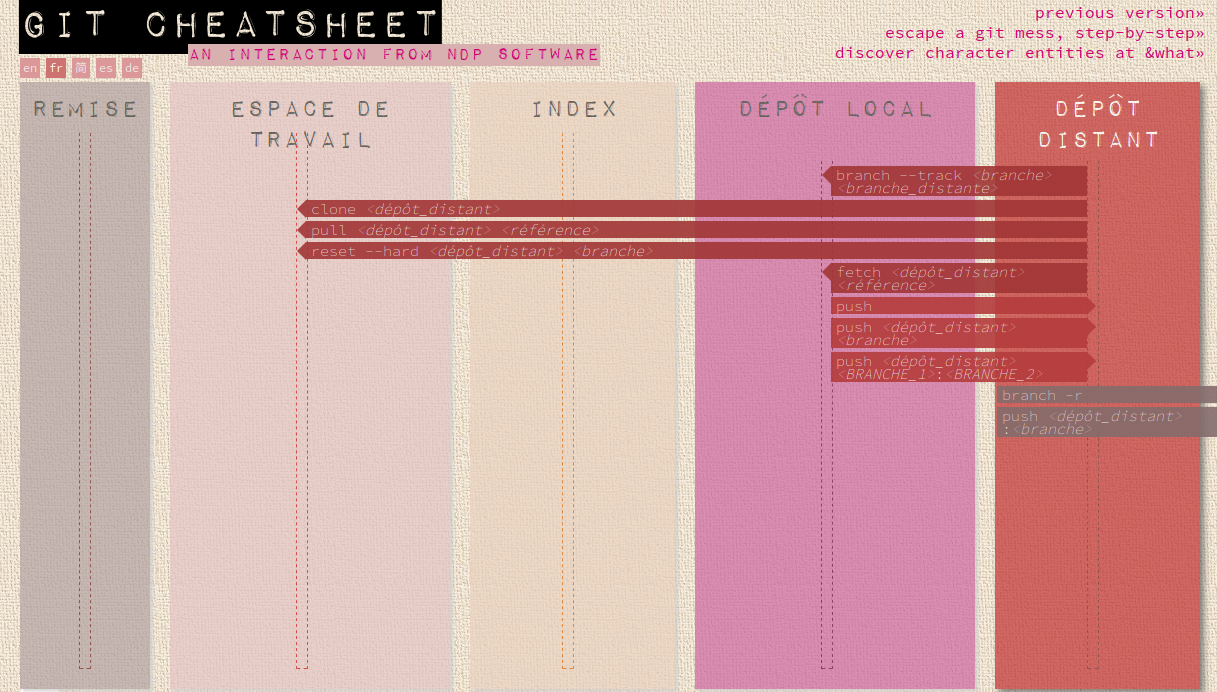 GIT CHEATSHEET
AN INTERACTION FROM NDP SOFTWARE
previous version»
escape a git mess, step-by-step»
discover character entities at &what»
en fr 简 es de
REMISE
ESPACE DE
TRAVAIL
INDEX
DÉPÔT LOCAL
DÉPÔT
DISTANT
branch --track <branche>
<branche_distante>
clone <dépôt_distant>
pull <dépôt_distant> <référence>
reset --hard <dépôt_distant> <branche>
fetch <dépôt_distant>
<référence>
push
push <dépôt_distant>
<branche>
push <dépôt_distant>
<BRANCHE_1>:<BRANCHE_2>
branch -r
push <dépôt_distant>
:<branche>